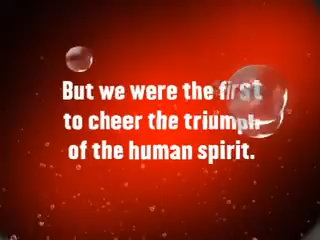 But we were the first
to cheer the triumph
of the human spirit.